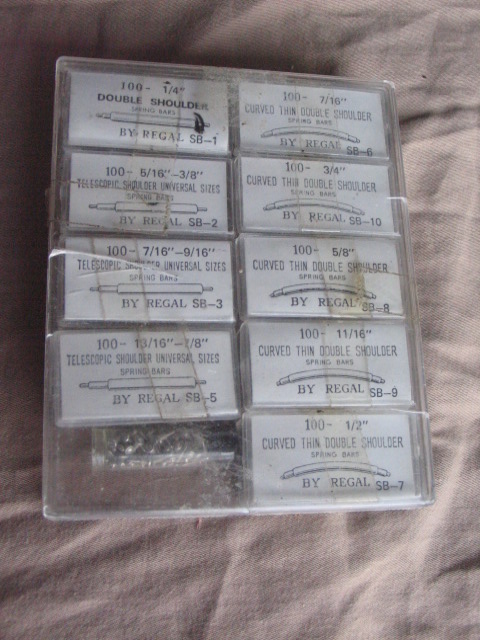 100- 1/4"
DOUBLE SHOULDER
SPRING BARS
BY REGAL SB-1
100- 5/16"-3/8"
TELESCOPIC SHOULDER UNIVERSAL SIZES
SPRING BARS
BY REGAL SB-2
100- 7/16"-9/16"
TELESCOPIC SHOULDER UNIVERSAL SIZES
SPRING BARS
BY REGAL SB-3
100- 13/16"-7/8"
TELESCOPIC SHOULDER UNIVERSAL SIZES
SPRING BARS
BY REGAL SB-5
100- 7/16"
CURVED THIN DOUBLE SHOULDER
SPRING BARS
BY REGAL SB-6
100- 3/4"
CURVED THIN DOUBLE SHOULDER
SPRING BARS
BY REGAL SB-10
100- 5/8"
CURVED THIN DOUBLE SHOULDER
SPRING BARS
BY REGAL SB-8
100- 11/16"
CURVED THIN DOUBLE SHOULDER
SPRING BARS
BY REGAL SB-9
100- 1/2"
CURVED THIN DOUBLE SHOULDER
SPRING BARS
BY REGAL SB-7